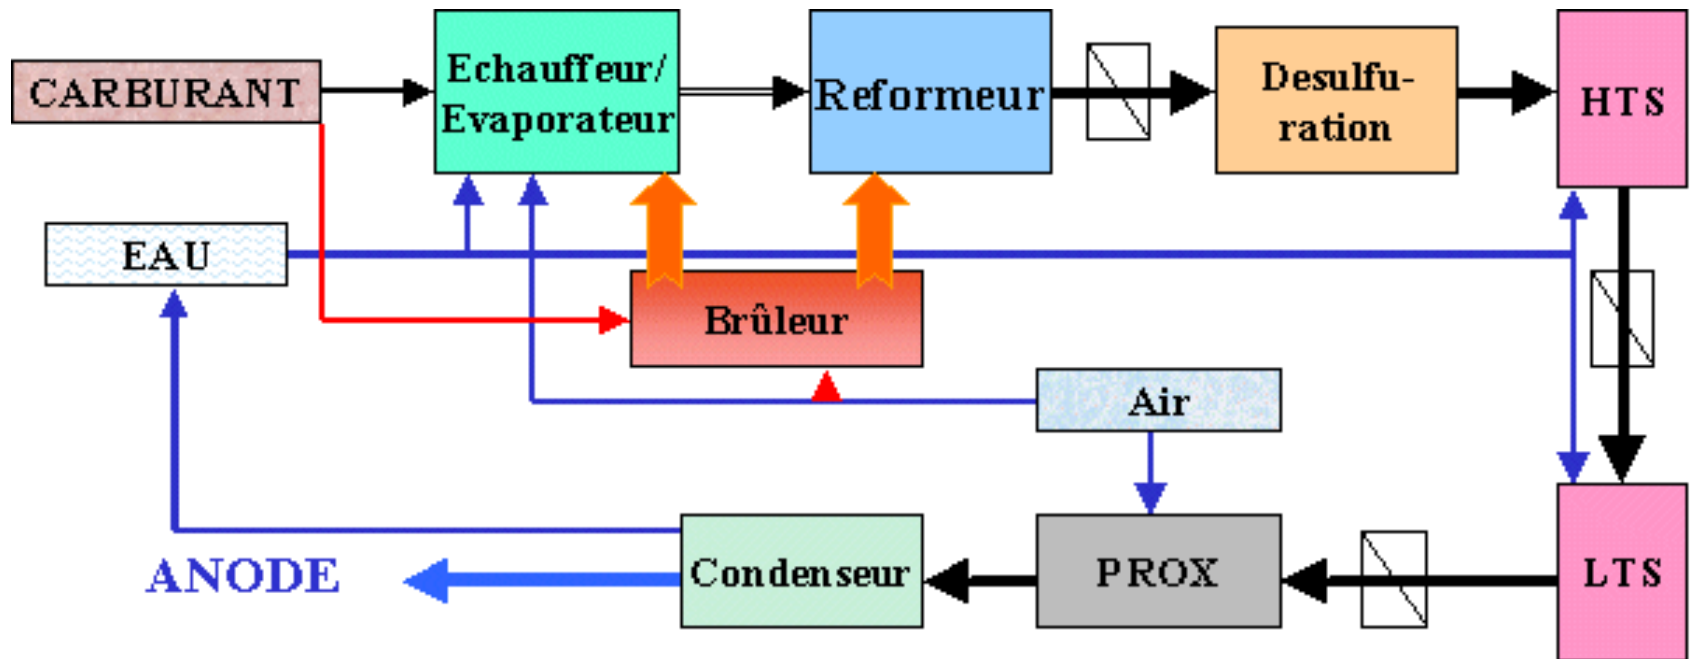 CARBURANT
Echauffeur/
Evaporateur
Reformeur
Desulfu-
ration
HTS
EAU
Brûleur
Air
ANODE
Condenseur
PROX
LTS